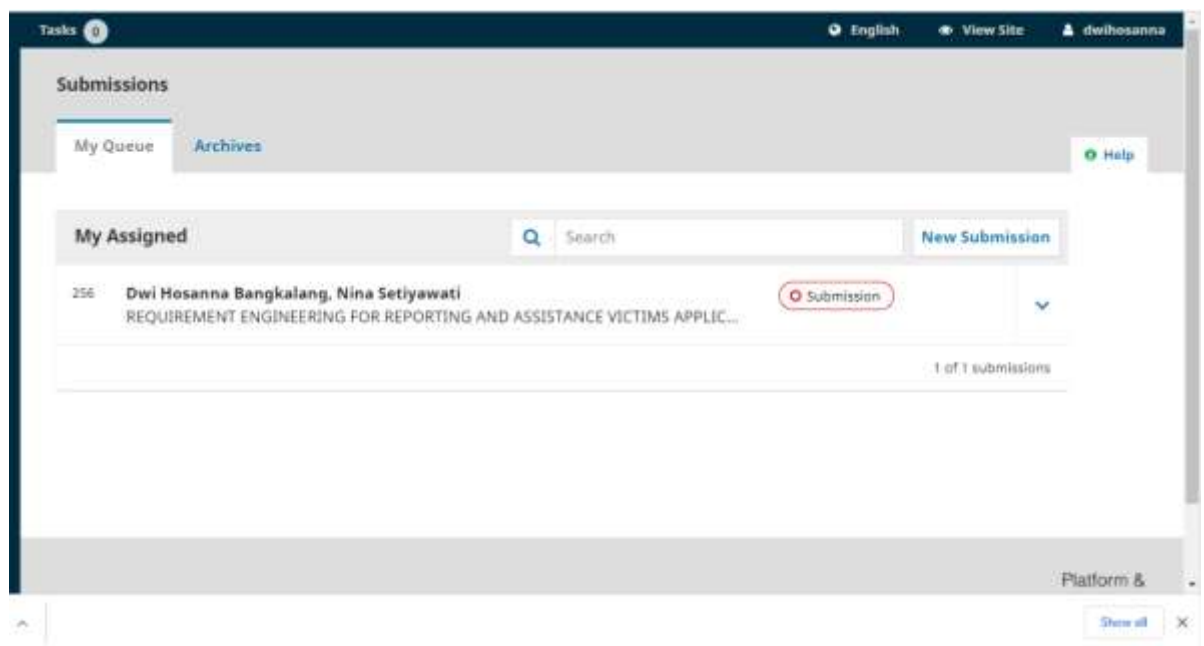 Tasks 0 English View Site dwihosanna
Submissions
My Queue Archives
Help
My Assigned Search New Submission
256 Dwi Hosanna Bangkalang, Nina Setiyawati Submission
REQUIREMENT ENGINEERING FOR REPORTING AND ASSISTANCE VICTIMS APPLIC...
1 of 1 submissions
Platform &
Show all